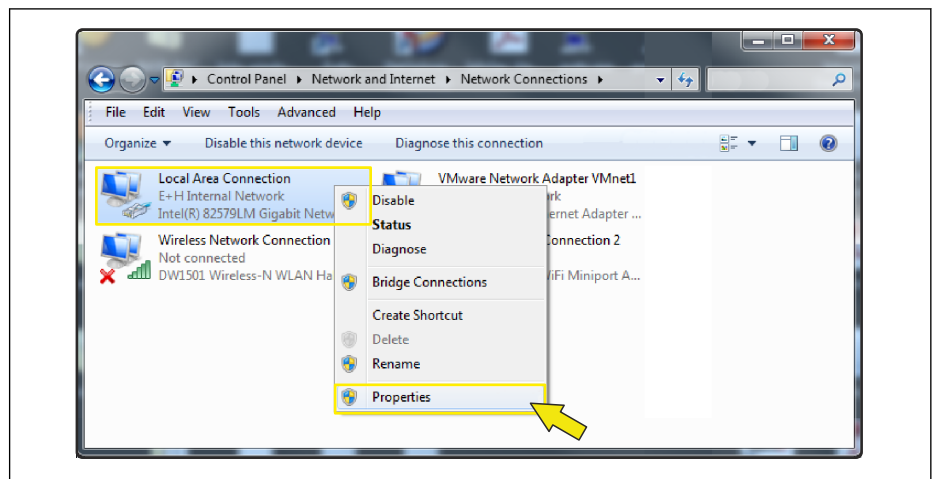 Control Panel ▸ Network and Internet ▸ Network Connections ▸
File Edit View Tools Advanced Help
Organize ▾ Disable this network device Diagnose this connection
Local Area Connection
E+H Internal Network
Intel(R) 82579LM Gigabit Netw
Wireless Network Connection
Not connected
DW1501 Wireless-N WLAN Ha
VMware Network Adapter VMnet1
ernet Adapter ...
Connection 2
iFi Miniport A...
Disable
Status
Diagnose
Bridge Connections
Create Shortcut
Delete
Rename
Properties